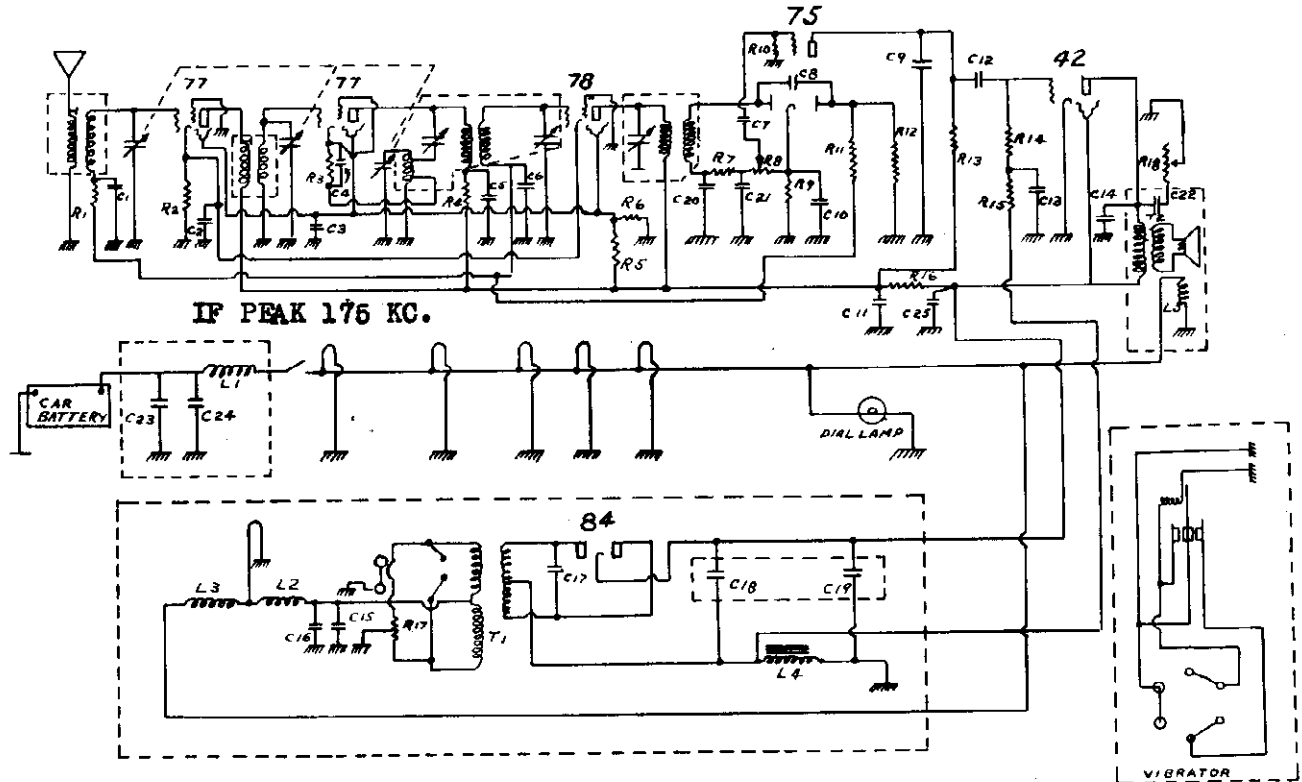 75
R10
77
77
78
C8
C9
C12
42
C7
R1
C1
R2
C2
R3
C4
C3
R4
C5
C6
R6
R5
R7
R8
C20
C21
R9
C10
R11
R12
R13
R14
R15
C13
C14
R18
C22
L5
R16
C11
C25
IF PEAK 175 KC.
CAR
BATTERY
C23
C24
L1
DIAL LAMP
84
L3
L2
C16
C15
R17
T1
C17
C18
C19
L4
VIBRATOR